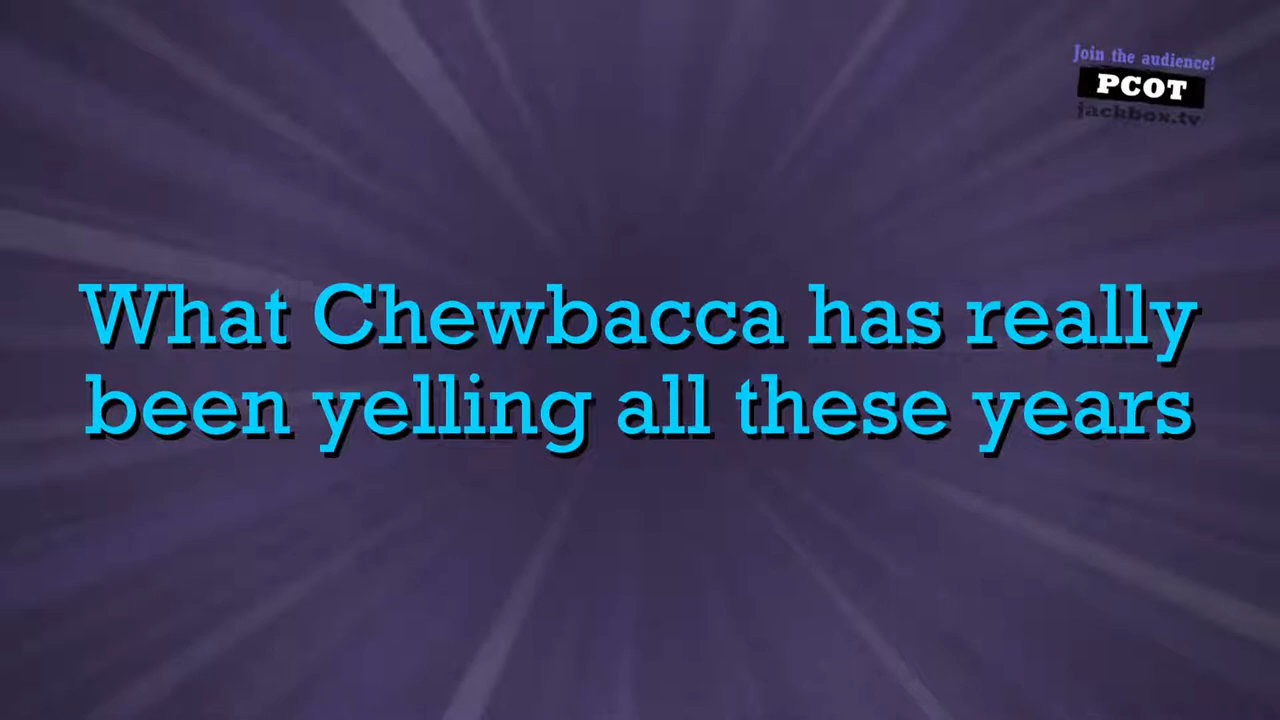 Join the audience!
PCOT
jackbox.tv
What Chewbacca has really
been yelling all these years